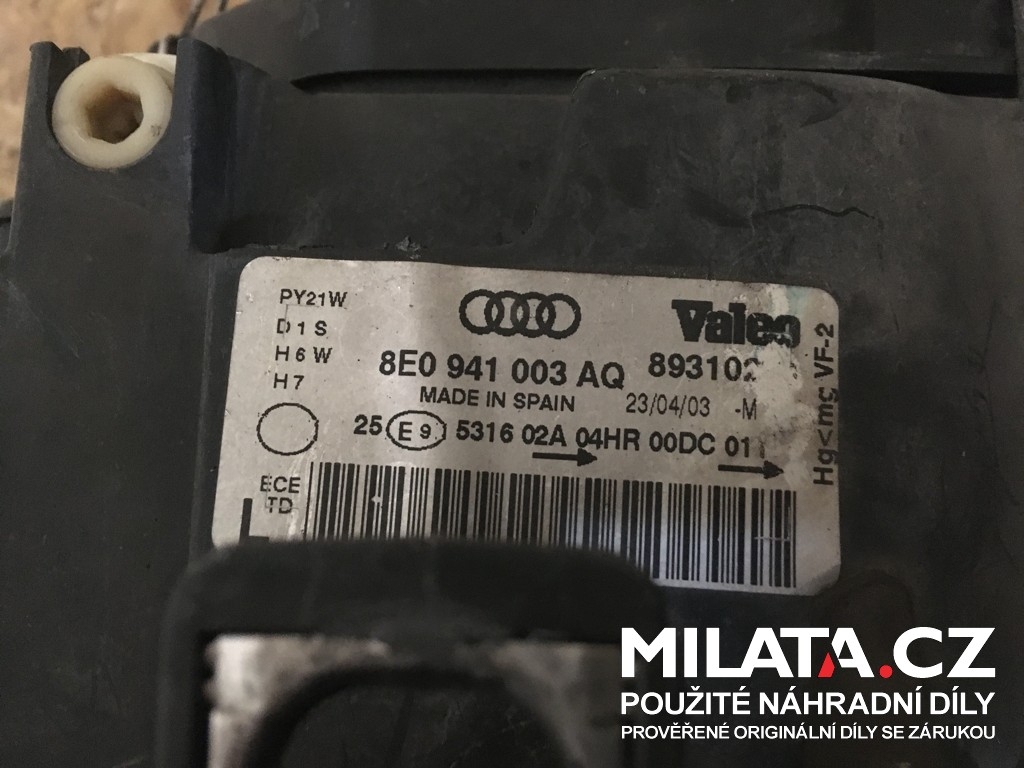 PY21W
D1S
H6W
H7
Valeo
8E0 941 003 AQ
MADE IN SPAIN 23/04/03 -M
25 E9 5316 02A 04HR 00DC
Hg<mg VF-2
ECE
TD
L
MILATA.CZ
POUŽITÉ NÁHRADNÍ DÍLY
PROVĚŘENÉ ORIGINÁLNÍ DÍLY SE ZÁRUKOU